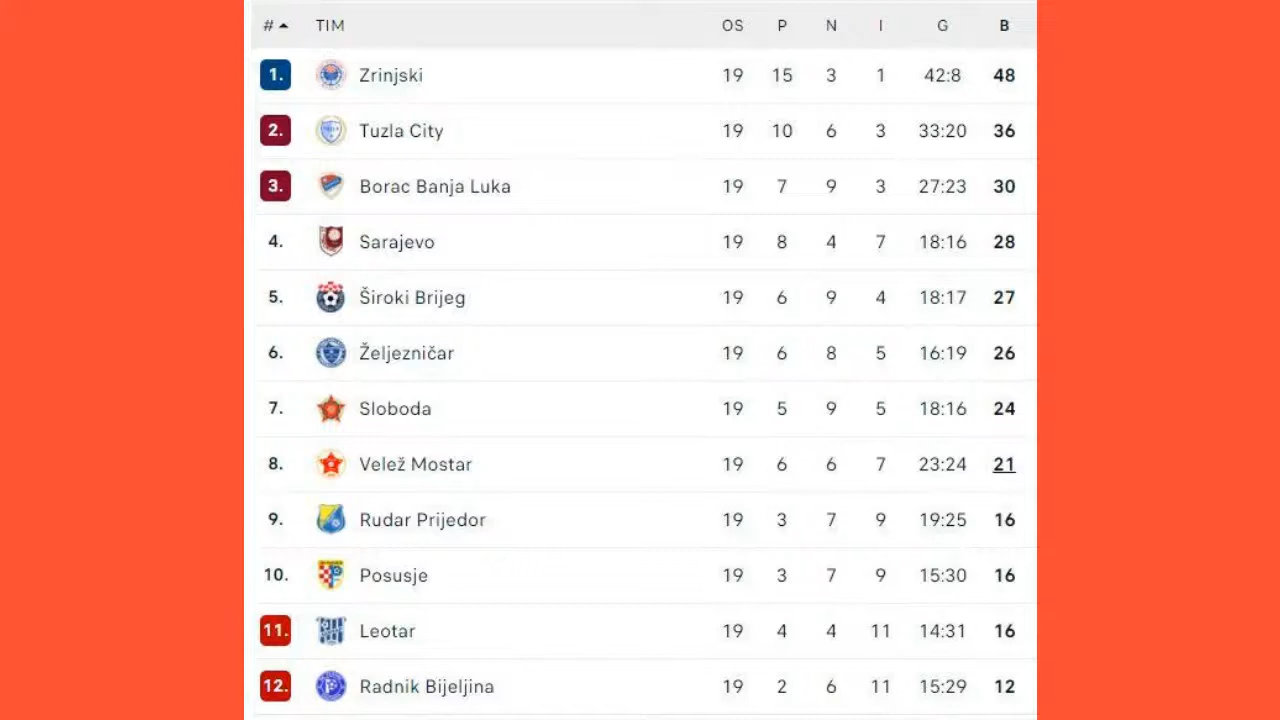 # TIM OS P N I G B
1. Zrinjski 19 15 3 1 42:8 48
2. Tuzla City 19 10 6 3 33:20 36
3. Borac Banja Luka 19 7 9 3 27:23 30
4. Sarajevo 19 8 4 7 18:16 28
5. Široki Brijeg 19 6 9 4 18:17 27
6. Željezničar 19 6 8 5 16:19 26
7. Sloboda 19 5 9 5 18:16 24
8. Velež Mostar 19 6 6 7 23:24 21
9. Rudar Prijedor 19 3 7 9 19:25 16
10. Posusje 19 3 7 9 15:30 16
11. Leotar 19 4 4 11 14:31 16
12. Radnik Bijeljina 19 2 6 11 15:29 12